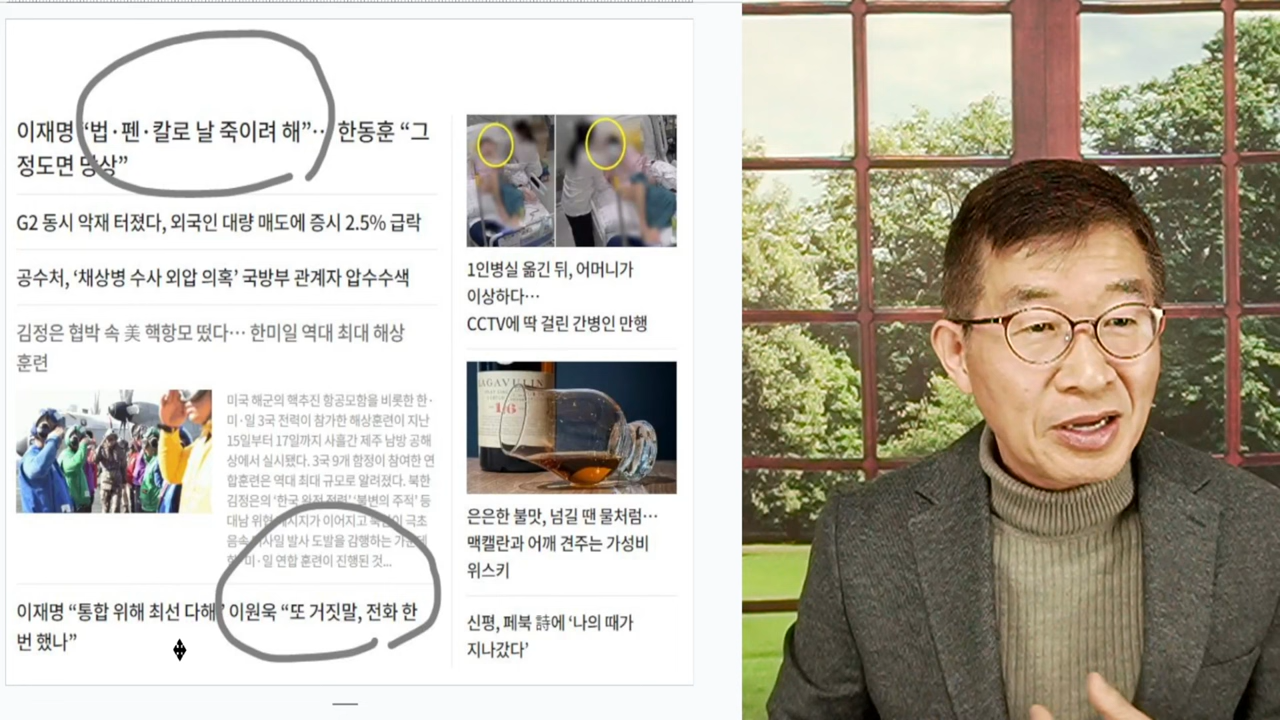 이재명 “법·펜·칼로 날 죽이려 해”… 한동훈 “그
정도면 망상”
G2 동시 악재 터졌다, 외국인 대량 매도에 증시 2.5% 급락
공수처, ‘채상병 수사 외압 의혹’ 국방부 관계자 압수수색
김정은 협박 속 美 핵항모 떴다… 한미일 역대 최대 해상
훈련
미국 해군의 핵추진 항공모함을 비롯한 한·
미·일 3국 전력이 참가한 해상훈련이 지난
15일부터 17일까지 사흘간 제주 남방 공해
상에서 실시됐다. 3국 9개 함정이 참여한 연
합훈련은 역대 최대 규모로 알려졌다. 북한
김정은의 ‘한국 완전 점령’·‘불변의 주적’ 등
대남 위협 메시지가 이어지고 북한이 극초
음속 미사일 발사 도발을 감행하는 가운데
한·미·일 연합 훈련이 진행된 것...
이재명 “통합 위해 최선 다해” 이원욱 “또 거짓말, 전화 한
번 했나”
1인병실 옮긴 뒤, 어머니가
이상하다…
CCTV에 딱 걸린 간병인 만행
LAGAVULIN
16
은은한 불맛, 넘길 땐 물처럼…
맥캘란과 어깨 견주는 가성비
위스키
신평, 페북 詩에 ‘나의 때가
지나갔다’